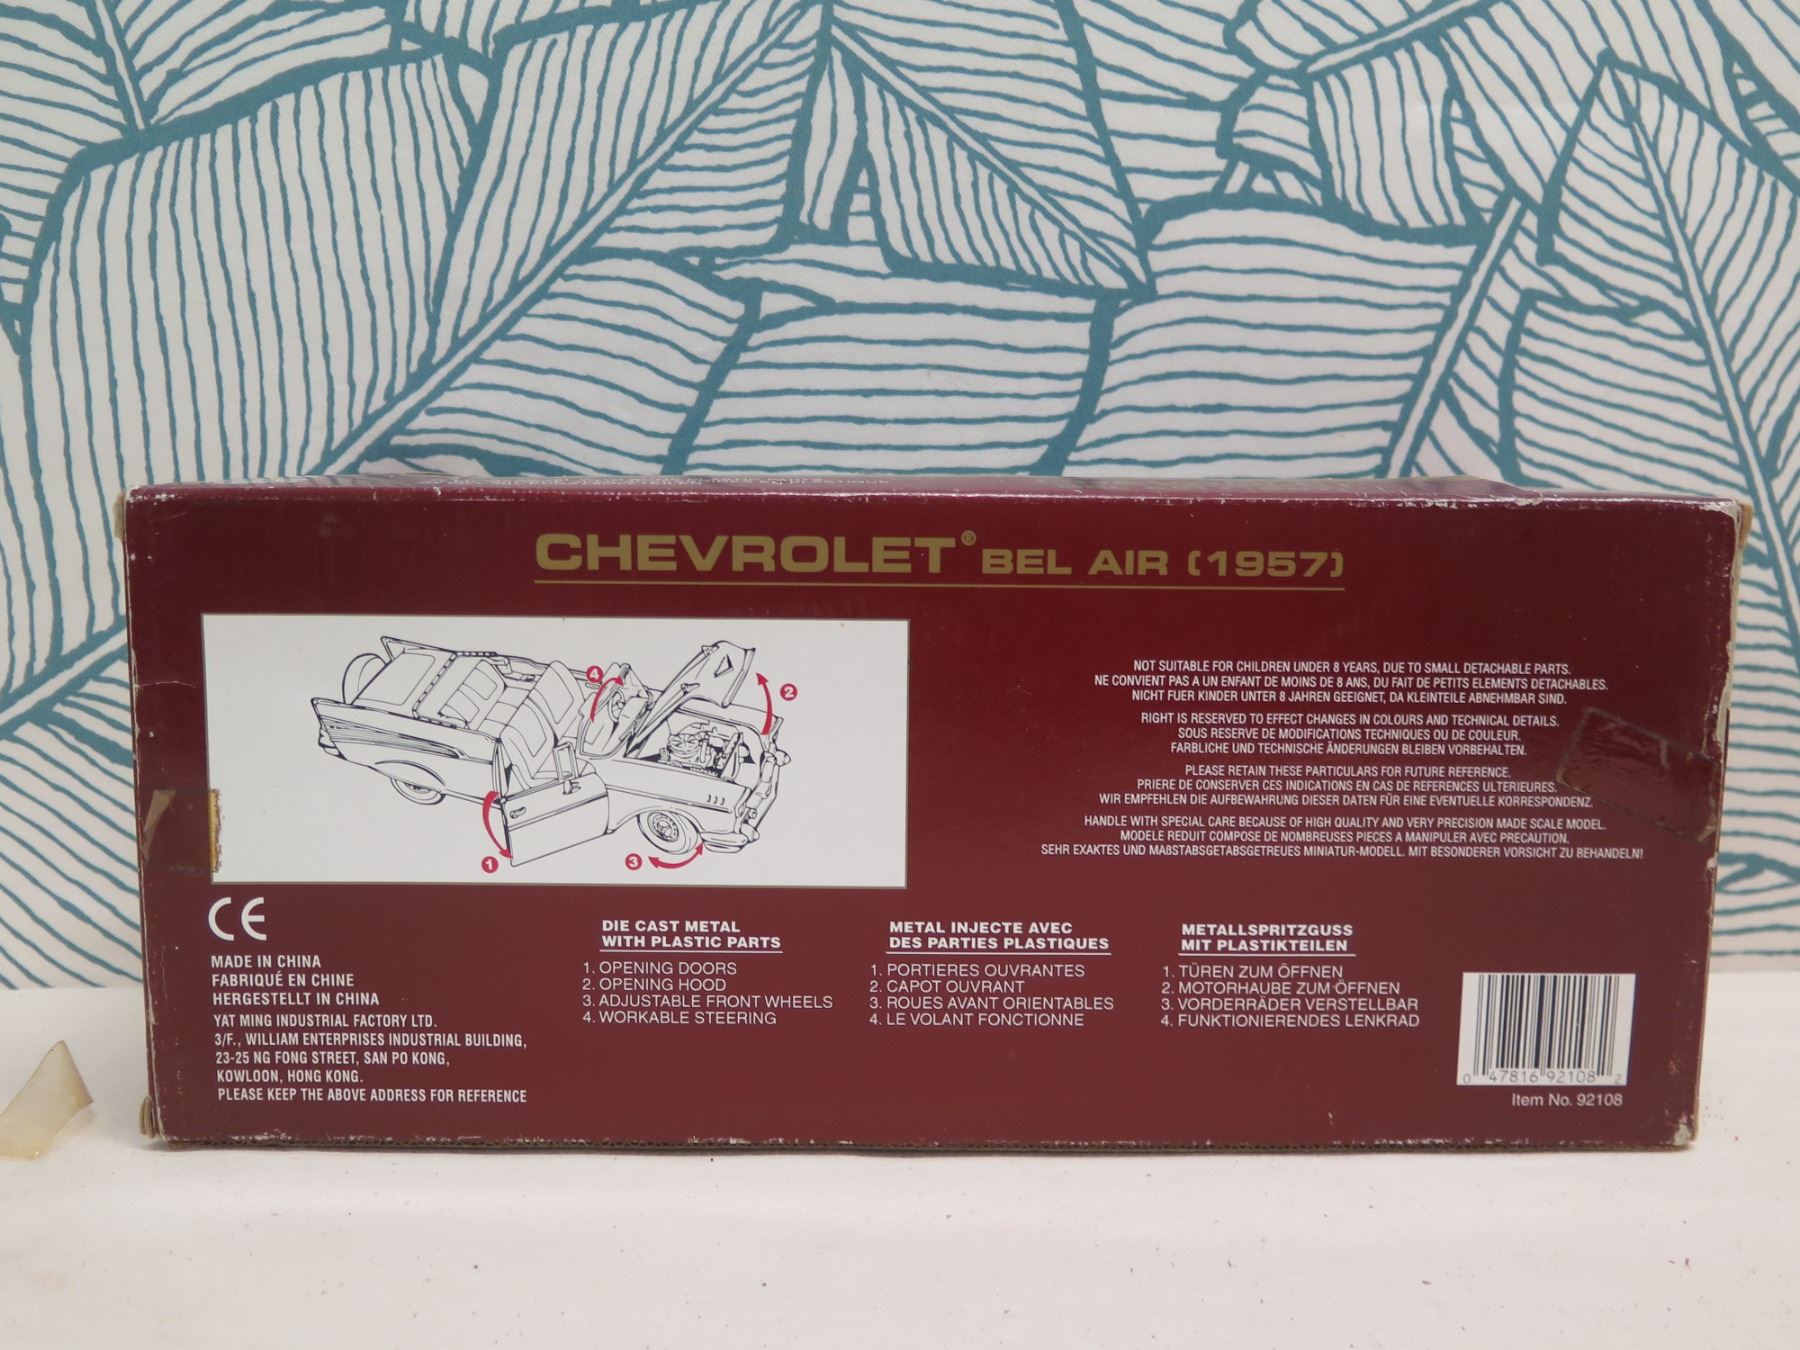 CHEVROLET® BEL AIR (1957)
4
2
1
3
NOT SUITABLE FOR CHILDREN UNDER 8 YEARS, DUE TO SMALL DETACHABLE PARTS.
NE CONVIENT PAS A UN ENFANT DE MOINS DE 8 ANS, DU FAIT DE PETITS ELEMENTS DETACHABLES.
NICHT FUER KINDER UNTER 8 JAHREN GEEIGNET, DA KLEINTEILE ABNEHMBAR SIND.
RIGHT IS RESERVED TO EFFECT CHANGES IN COLOURS AND TECHNICAL DETAILS.
SOUS RESERVE DE MODIFICATIONS TECHNIQUES OU DE COULEUR.
FARBLICHE UND TECHNISCHE ÄNDERUNGEN BLEIBEN VORBEHALTEN.
PLEASE RETAIN THESE PARTICULARS FOR FUTURE REFERENCE.
PRIERE DE CONSERVER CES INDICATIONS EN CAS DE REFERENCES ULTERIEURES.
WIR EMPFEHLEN DIE AUFBEWAHRUNG DIESER DATEN FÜR EINE EVENTUELLE KORRESPONDENZ.
HANDLE WITH SPECIAL CARE BECAUSE OF HIGH QUALITY AND VERY PRECISION MADE SCALE MODEL.
MODELE REDUIT COMPOSE DE NOMBREUSES PIECES A MANIPULER AVEC PRECAUTION.
SEHR EXAKTES UND MAßSTABSGETABSGETREUES MINIATUR-MODELL. MIT BESONDERER VORSICHT ZU BEHANDELN!
CE
MADE IN CHINA
FABRIQUÉ EN CHINE
HERGESTELLT IN CHINA
YAT MING INDUSTRIAL FACTORY LTD.
3/F., WILLIAM ENTERPRISES INDUSTRIAL BUILDING,
23-25 NG FONG STREET, SAN PO KONG,
KOWLOON, HONG KONG.
PLEASE KEEP THE ABOVE ADDRESS FOR REFERENCE
DIE CAST METAL
WITH PLASTIC PARTS
1. OPENING DOORS
2. OPENING HOOD
3. ADJUSTABLE FRONT WHEELS
4. WORKABLE STEERING
METAL INJECTE AVEC
DES PARTIES PLASTIQUES
1. PORTIERES OUVRANTES
2. CAPOT OUVRANT
3. ROUES AVANT ORIENTABLES
4. LE VOLANT FONCTIONNE
METALLSPRITZGUSS
MIT PLASTIKTEILEN
1. TÜREN ZUM ÖFFNEN
2. MOTORHAUBE ZUM ÖFFNEN
3. VORDERRÄDER VERSTELLBAR
4. FUNKTIONIERENDES LENKRAD
0 47816 92108 2
Item No. 92108